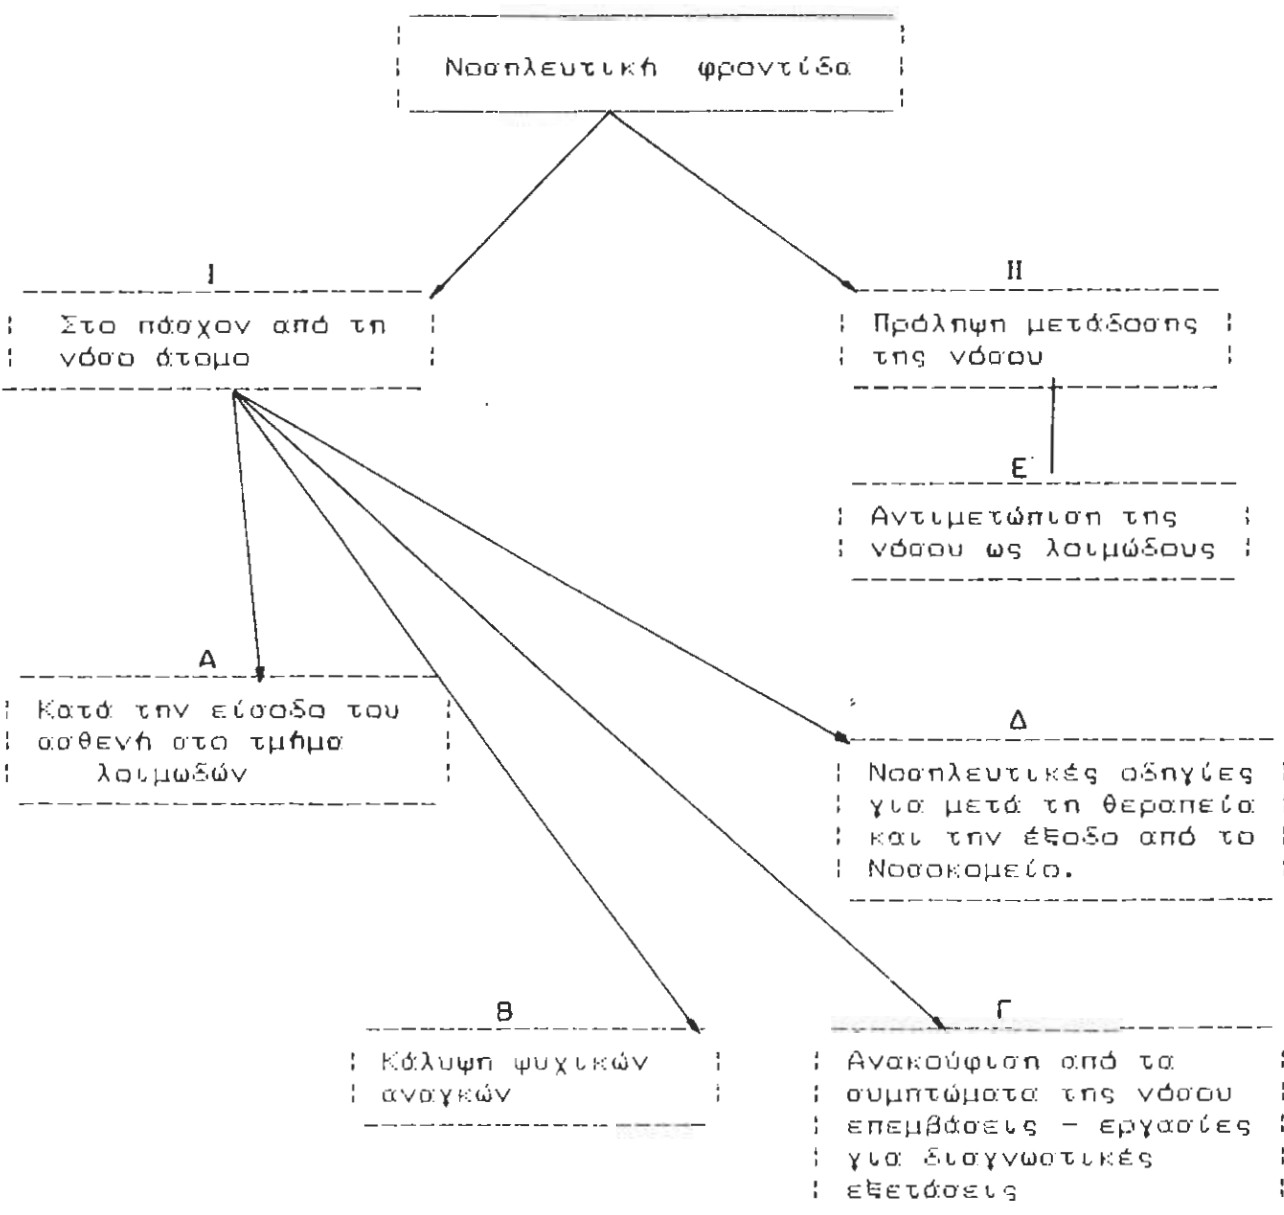 Νοσηλευτική φροντίδα
Ι
Στο πάσχον από τη
νόσο άτομο
ΙΙ
Πρόληψη μετάδοσης
της νόσου
Ε
Αντιμετώπιση της
νόσου ως λοιμώδους
Α
Κατά την είσοδο του
ασθενή στο τμήμα
λοιμωδών
Δ
Νοσηλευτικές οδηγίες
για μετά τη θεραπεία
και την έξοδο από το
Νοσοκομείο.
Β
Κάλυψη ψυχικών
αναγκών
Γ
Ανακούφιση από τα
συμπτώματα της νόσου
επεμβάσεις - εργασίες
για διαγνωστικές
εξετάσεις